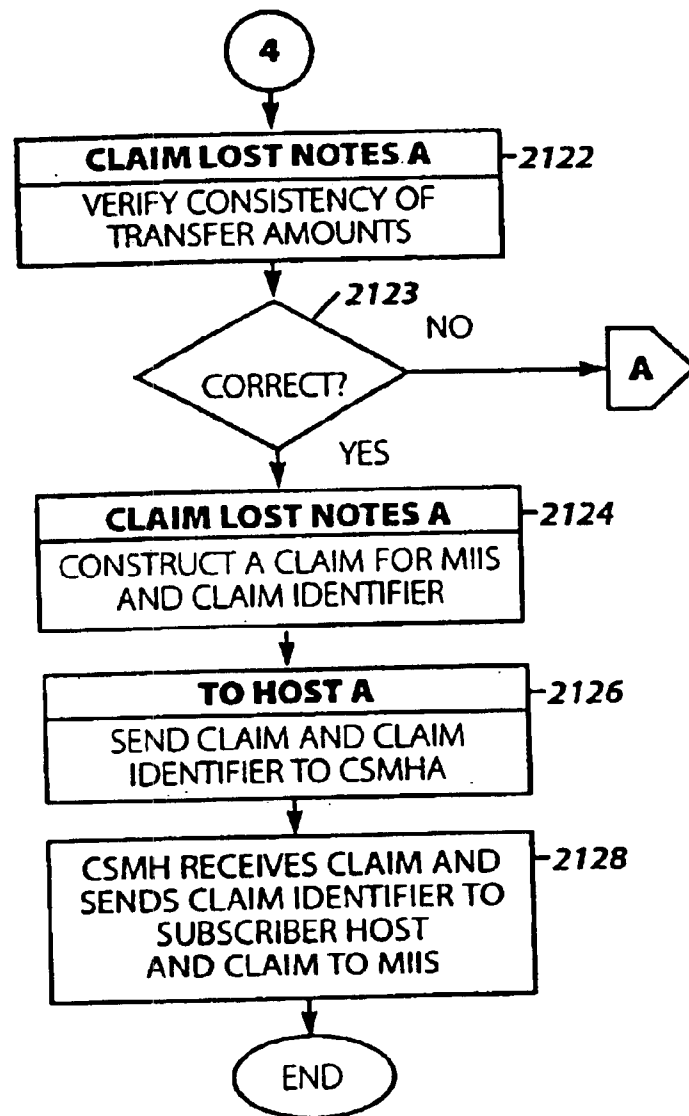 4
CLAIM LOST NOTES A
2122
VERIFY CONSISTENCY OF
TRANSFER AMOUNTS
2123
NO
CORRECT?
A
YES
CLAIM LOST NOTES A
2124
CONSTRUCT A CLAIM FOR MIIS
AND CLAIM IDENTIFIER
TO HOST A
2126
SEND CLAIM AND CLAIM
IDENTIFIER TO CSMHA
CSMH RECEIVES CLAIM AND
2128
SENDS CLAIM IDENTIFIER TO
SUBSCRIBER HOST
AND CLAIM TO MIIS
END